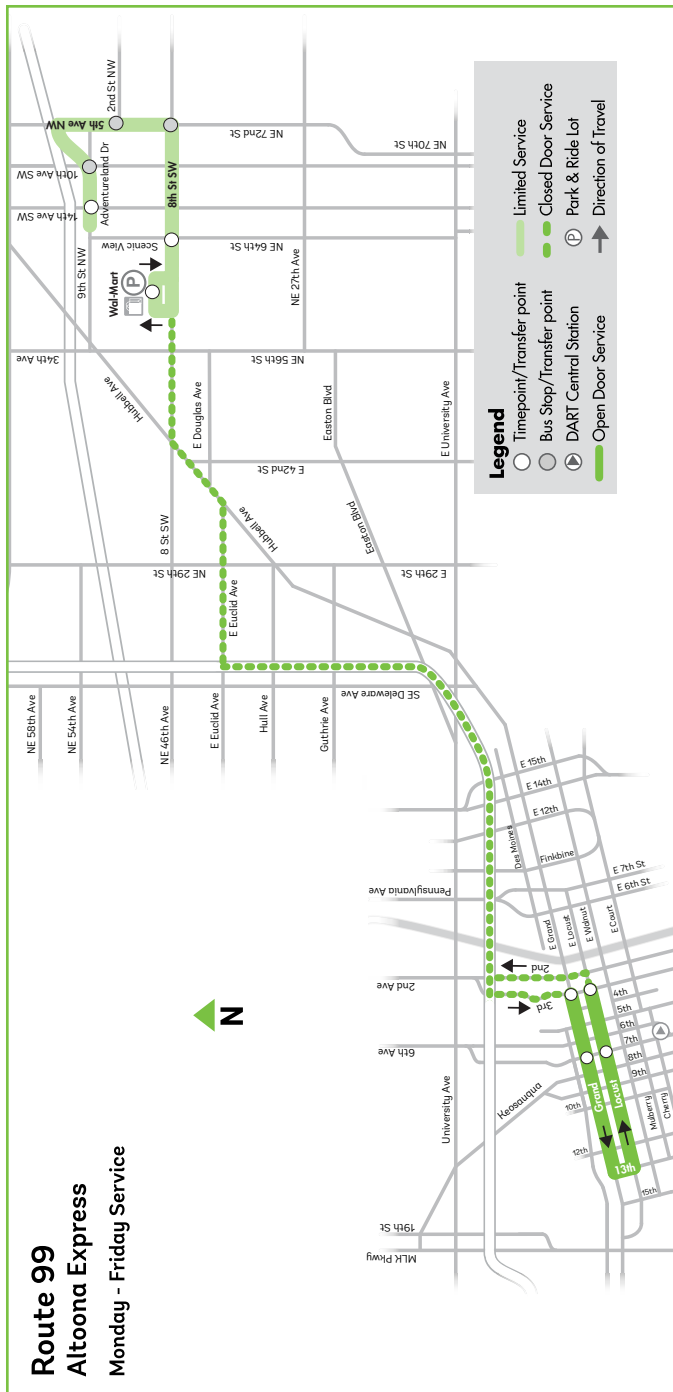 Route 99
Altoona Express
Monday - Friday Service
N
MLK Pkwy
19th St
University Ave
Keosauqua
6th Ave
2nd Ave
Pennsylvania Ave
15th
13th
12th
10th
9th
8th
7th
6th
5th
4th
3rd
2nd
Grand
Locust
Mulberry
Cherry
E Grand
E Locust
E Walnut
E Court
E 6th St
E 7th St
Finkbine
Des Moines
E 12th
E 14th
E 15th
NE 58th Ave
NE 54th Ave
NE 46th Ave
E Euclid Ave
Hull Ave
Guthrie Ave
SE Deleware Ave
E Euclid Ave
8 St SW
NE 29th St
E 29th St
Hubbell Ave
Hubbell Ave
Easton Blvd
Easton Blvd
E 42nd St
E Douglas Ave
E University Ave
34th Ave
NE 56th St
Wal-Mart
P
9th St NW
Scenic View
NE 64th St
NE 27th Ave
14th Ave SW
10th Ave SW
Adventureland Dr
8th St SW
5th Ave NW
2nd St NW
NE 72nd St
NE 70th St
Legend
Timepoint/Transfer point
Bus Stop/Transfer point
DART Central Station
Open Door Service
Limited Service
Closed Door Service
P Park & Ride Lot
Direction of Travel